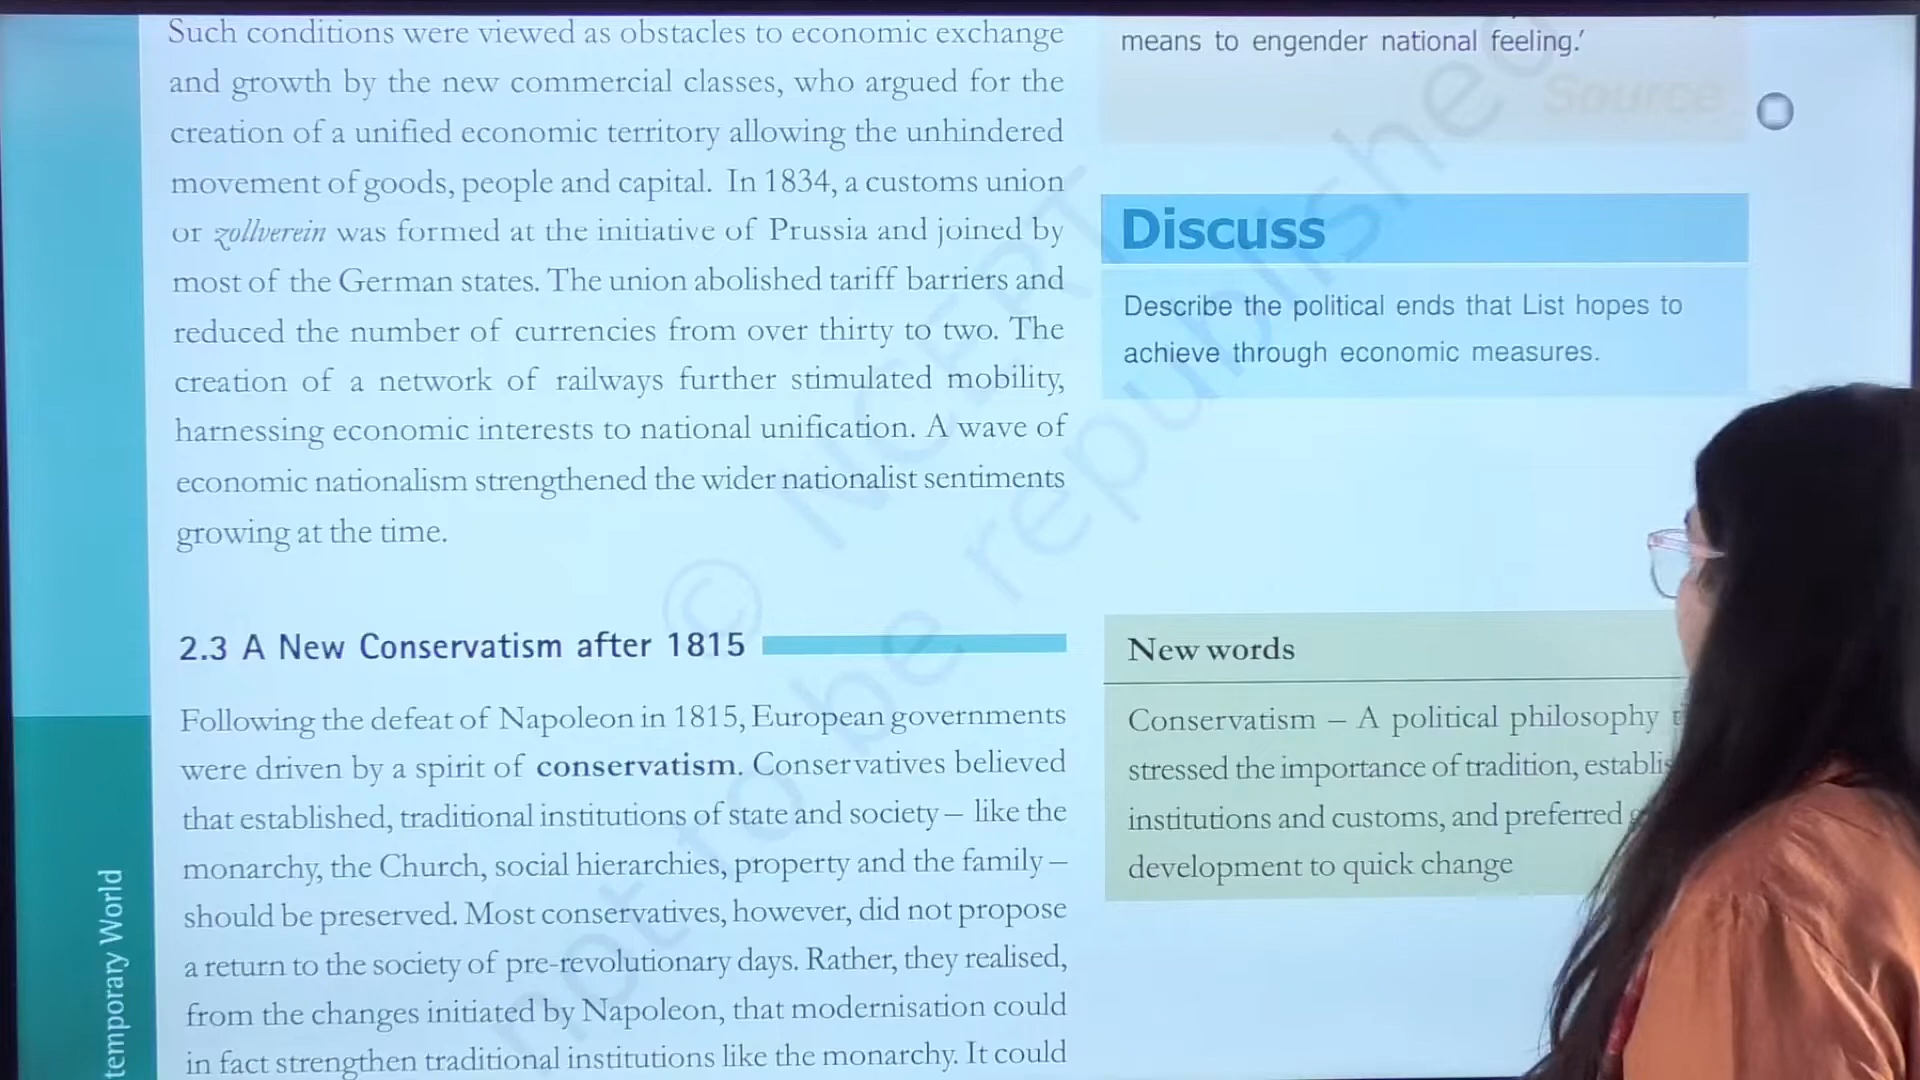 Such conditions were viewed as obstacles to economic exchange
and growth by the new commercial classes, who argued for the
creation of a unified economic territory allowing the unhindered
movement of goods, people and capital. In 1834, a customs union
or zollverein was formed at the initiative of Prussia and joined by
most of the German states. The union abolished tariff barriers and
reduced the number of currencies from over thirty to two. The
creation of a network of railways further stimulated mobility,
harnessing economic interests to national unification. A wave of
economic nationalism strengthened the wider nationalist sentiments
growing at the time.
2.3 A New Conservatism after 1815
Following the defeat of Napoleon in 1815, European governments
were driven by a spirit of conservatism. Conservatives believed
that established, traditional institutions of state and society – like the
monarchy, the Church, social hierarchies, property and the family –
should be preserved. Most conservatives, however, did not propose
a return to the society of pre-revolutionary days. Rather, they realised,
from the changes initiated by Napoleon, that modernisation could
in fact strengthen traditional institutions like the monarchy. It could
means to engender national feeling.’
Source
Discuss
Describe the political ends that List hopes to
achieve through economic measures.
New words
Conservatism – A political philosophy
stressed the importance of tradition,
institutions and customs, and preferred
development to quick change
temporary World
© NCERT
not to be republished